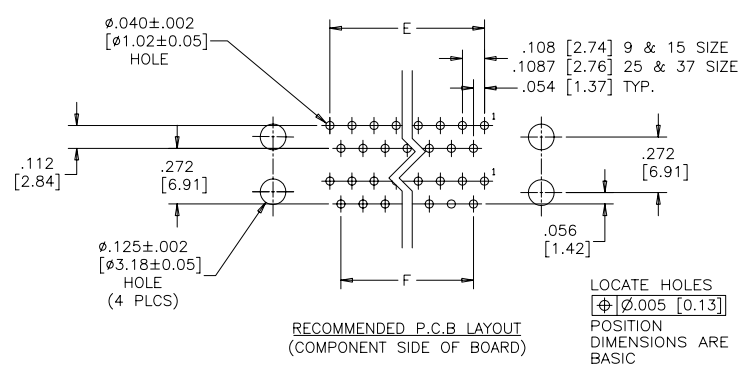 ø.040±.002
[ø1.02±0.05]
HOLE
E
.108 [2.74] 9 & 15 SIZE
.1087 [2.76] 25 & 37 SIZE
.054 [1.37] TYP.
1
.112
[2.84]
.272
[6.91]
1
.272
[6.91]
.056
[1.42]
ø.125±.002
[ø3.18±0.05]
HOLE
(4 PLCS)
F
RECOMMENDED P.C.B LAYOUT
(COMPONENT SIDE OF BOARD)
LOCATE HOLES
⌖ Ø.005 [0.13]
POSITION
DIMENSIONS ARE
BASIC